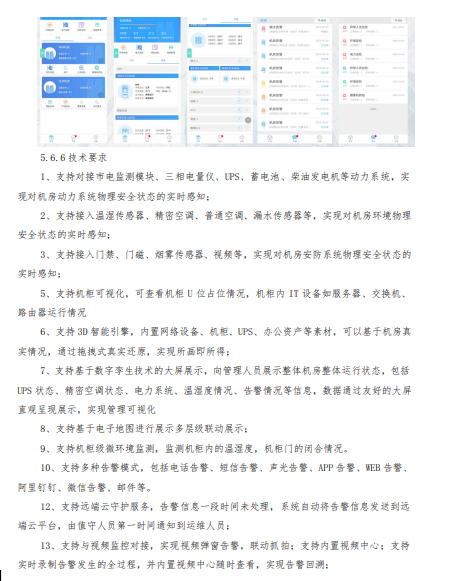 5.6.6 技术要求
1、支持对接市电监测模块、三相电量仪、UPS、蓄电池、柴油发电机等动力系统，实
现对机房动力系统物理安全状态的实时感知；
2、支持接入温湿传感器、精密空调、普通空调、漏水传感器等，实现对机房环境物理
安全状态的实时感知；
3、支持接入门禁、门磁、烟雾传感器、视频等，实现对机房安防系统物理安全状态的
实时感知；
5、支持机柜可视化，可查看机柜 U 位占位情况，机柜内 IT 设备如服务器、交换机、
路由器运行情况
6、支持 3D 智能引擎，内置网络设备、机柜、UPS、办公资产等素材，可以基于机房真
实情况，通过拖拽式真实还原，实现所画即所得；
7、支持基于数字孪生技术的大屏展示，向管理人员展示整体机房整体运行状态，包括
UPS 状态、精密空调状态、电力系统、温湿度情况、告警情况等信息，数据通过友好的大屏
直观呈现展示，实现管理可视化
8、支持基于电子地图进行展示多层级联动展示；
9、支持机柜级微环境监测，监测机柜内的温湿度，机柜门的闭合情况。
10、支持多种告警模式，包括电话告警、短信告警、声光告警、APP 告警、WEB 告警、
阿里钉钉、微信告警、邮件等。
12、支持远端云守护服务，告警信息一段时间未处理，系统自动将告警信息发送到远
端云平台，由值守人员第一时间通知到运维人员；
13、支持与视频监控对接，实现视频弹窗告警，联动抓拍；支持内置视频中心；支持
实时录制告警发生的全过程，并内置视频中心随时查看，实现告警回溯；